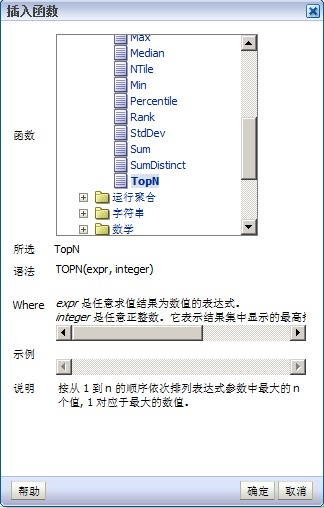 插入函数
Max
Median
NTile
Min
Percentile
Rank
StdDev
Sum
SumDistinct
TopN
运行聚合
字符串
数学
函数
所选 TopN
语法 TOPN(expr, integer)
Where expr 是任意求值结果为数值的表达式。
integer 是任意正整数。它表示结果集中显示的最高
示例
说明 按从 1 到 n 的顺序依次排列表达式参数中最大的 n
个值, 1 对应于最大的数值。
帮助 确定 取消